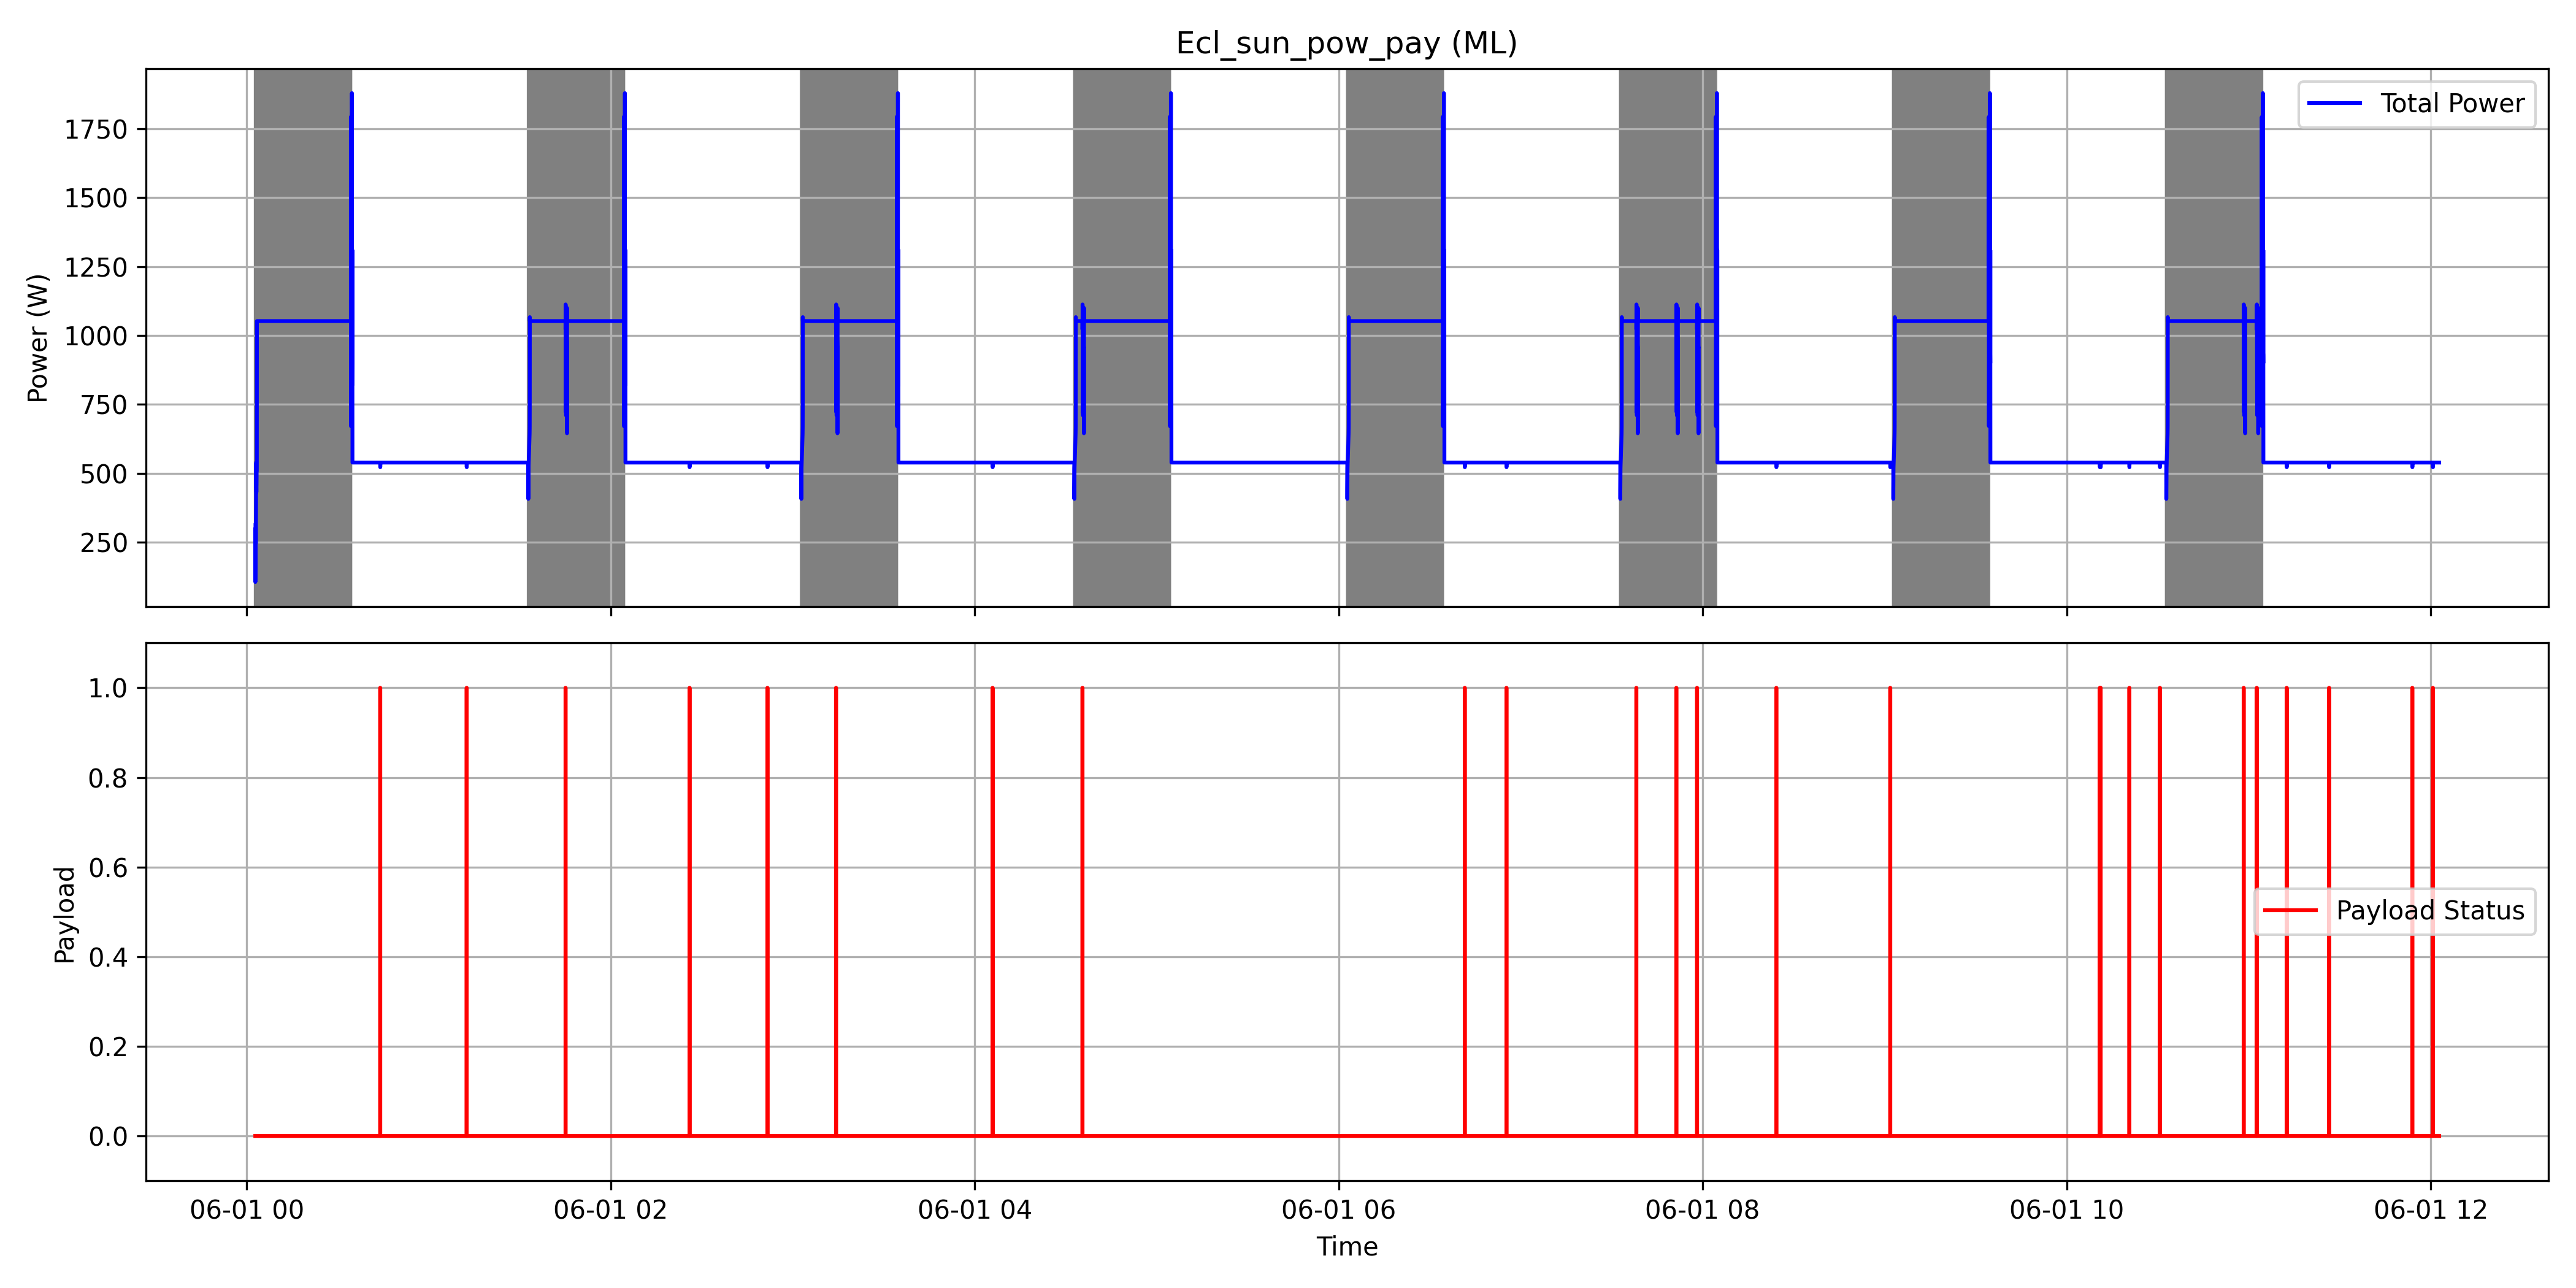 Ecl_sun_pow_pay (ML)
Total Power
Power (W)
1750
1500
1250
1000
750
500
250
Payload
1.0
0.8
0.6
0.4
0.2
0.0
Payload Status
06-01 00 06-01 02 06-01 04 06-01 06 06-01 08 06-01 10 06-01 12
Time